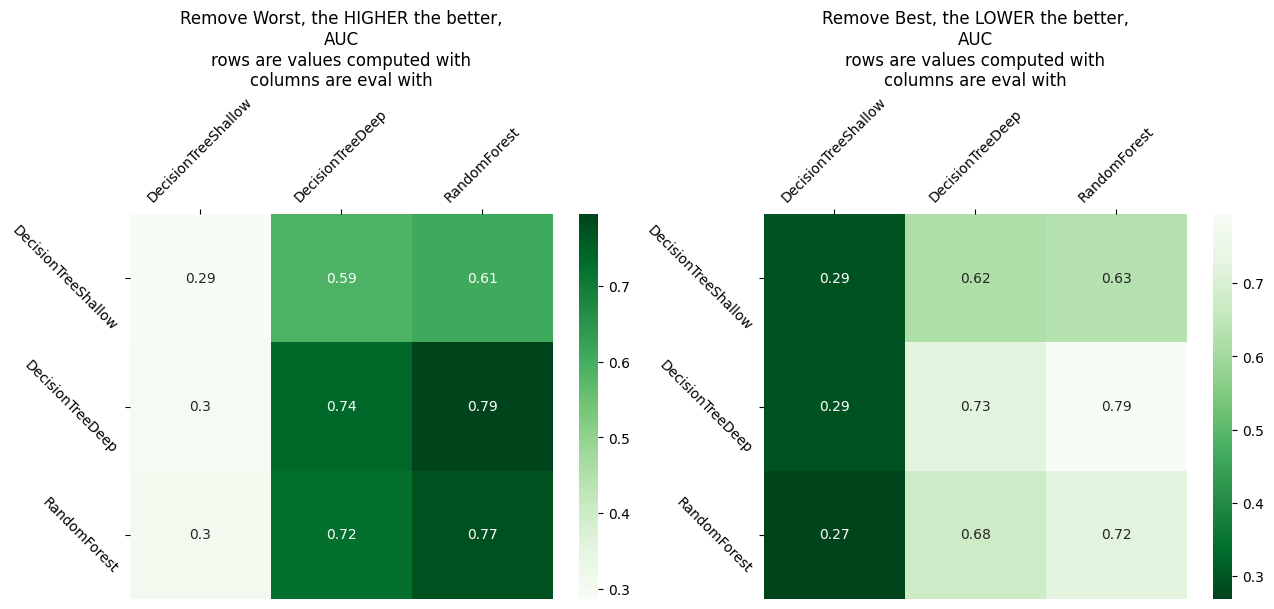 Remove Worst, the HIGHER the better,
AUC
rows are values computed with
columns are eval with
DecisionTreeShallow
DecisionTreeDeep
RandomForest
DecisionTreeShallow
DecisionTreeDeep
RandomForest
0.29
0.59
0.61
0.3
0.74
0.79
0.3
0.72
0.77
0.7
0.6
0.5
0.4
0.3
Remove Best, the LOWER the better,
AUC
rows are values computed with
columns are eval with
DecisionTreeShallow
DecisionTreeDeep
RandomForest
DecisionTreeShallow
DecisionTreeDeep
RandomForest
0.29
0.62
0.63
0.29
0.73
0.79
0.27
0.68
0.72
0.7
0.6
0.5
0.4
0.3